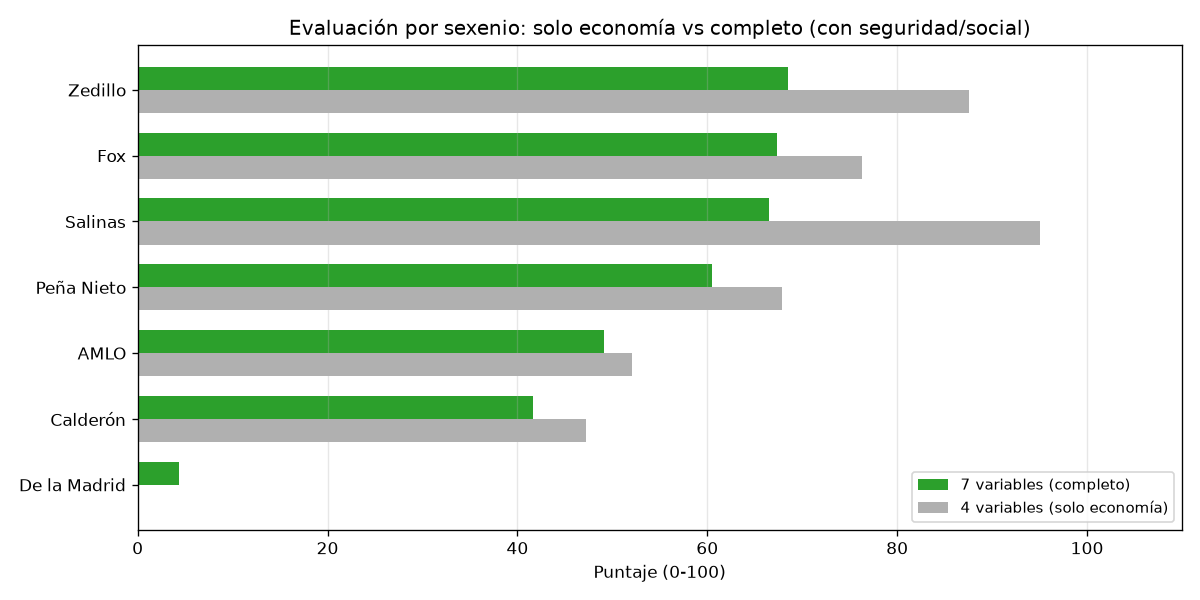 Evaluación por sexenio: solo economía vs completo (con seguridad/social)
Zedillo
Fox
Salinas
Peña Nieto
AMLO
Calderón
De la Madrid
7 variables (completo)
4 variables (solo economía)
0 20 40 60 80 100
Puntaje (0-100)